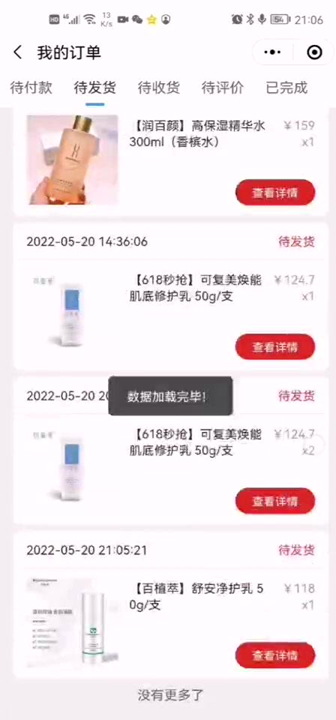 21:06
我的订单
待付款 待发货 待收货 待评价 已完成
【润百颜】高保湿精华水 ￥159
300ml（香槟水） x1
查看详情
2022-05-20 14:36:06 待发货
【618秒抢】可复美焕能 ￥124.7
肌底修护乳 50g/支 x1
查看详情
2022-05-20 20 待发货
数据加载完毕！
【618秒抢】可复美焕能 ￥124.7
肌底修护乳 50g/支 x2
查看详情
2022-05-20 21:05:21 待发货
【百植萃】舒安净护乳 5 ￥118
0g/支 x1
查看详情
没有更多了